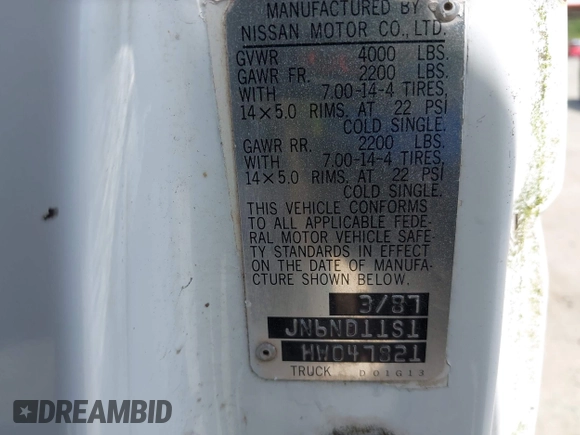 MANUFACTURED BY
NISSAN MOTOR CO., LTD.
GVWR 4000 LBS.
GAWR FR. 2200 LBS.
WITH 7.00-14-4 TIRES,
14×5.0 RIMS. AT 22 PSI
COLD SINGLE.
GAWR RR. 2200 LBS.
WITH 7.00-14-4 TIRES,
14×5.0 RIMS. AT 22 PSI
COLD SINGLE.
THIS VEHICLE CONFORMS
TO ALL APPLICABLE FEDE-
RAL MOTOR VEHICLE SAFE-
TY STANDARDS IN EFFECT
ON THE DATE OF MANUFA-
CTURE SHOWN BELOW.
3/87
JN6ND11S1
HW047821
TRUCK D01G13
DREAMBID